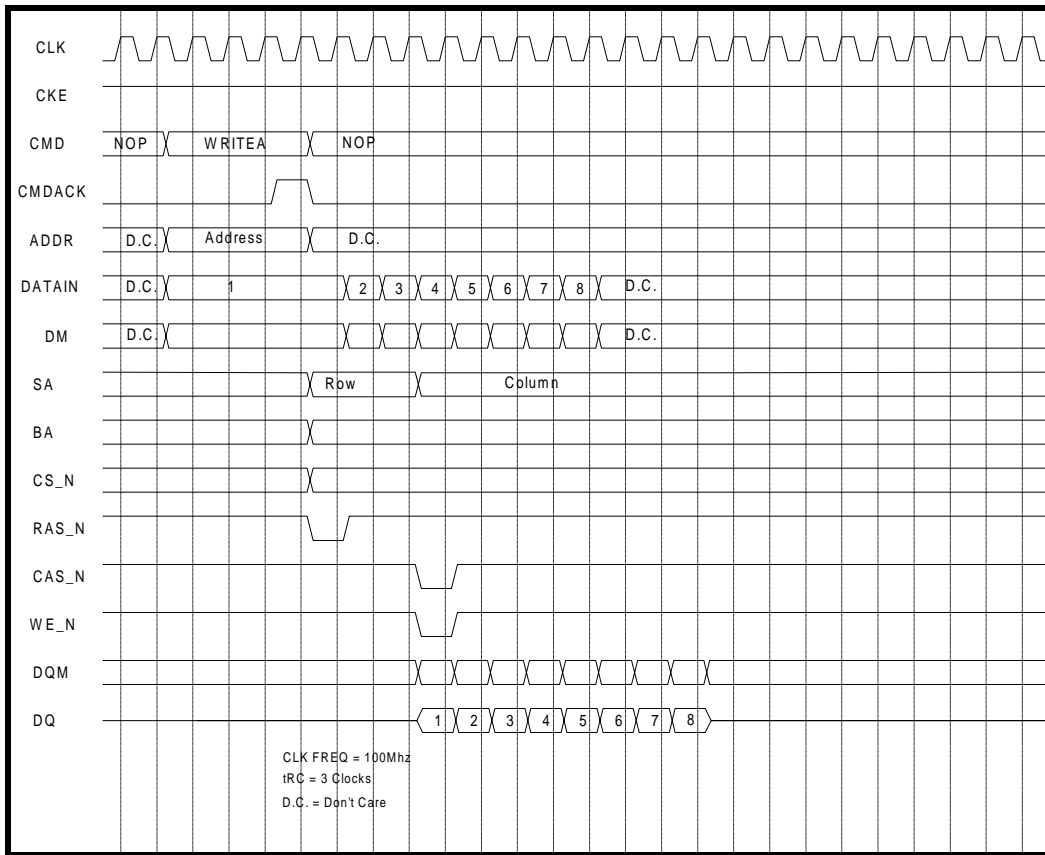 CLK
CKE
CMD NOP WRITEA NOP
CMDACK
ADDR D.C. Address D.C.
DATAIN D.C. 1 2 3 4 5 6 7 8 D.C.
DM D.C. D.C.
SA Row Column
BA
CS_N
RAS_N
CAS_N
WE_N
DQM
DQ 1 2 3 4 5 6 7 8
CLK FREQ = 100Mhz
tRC = 3 Clocks
D.C. = Don't Care